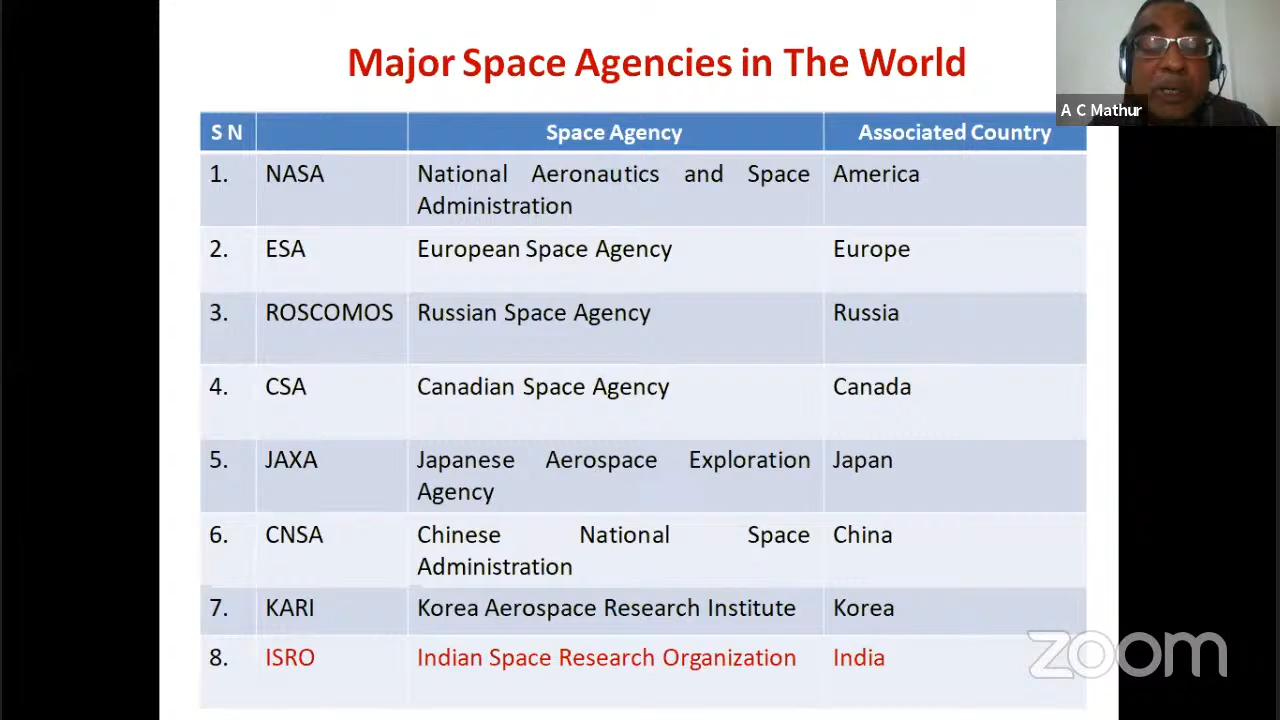 Major Space Agencies in The World
A C Mathur
S N Space Agency Associated Country
1. NASA National Aeronautics and Space America
Administration
2. ESA European Space Agency Europe
3. ROSCOMOS Russian Space Agency Russia
4. CSA Canadian Space Agency Canada
5. JAXA Japanese Aerospace Exploration Japan
Agency
6. CNSA Chinese National Space China
Administration
7. KARI Korea Aerospace Research Institute Korea
8. ISRO Indian Space Research Organization India
zoom